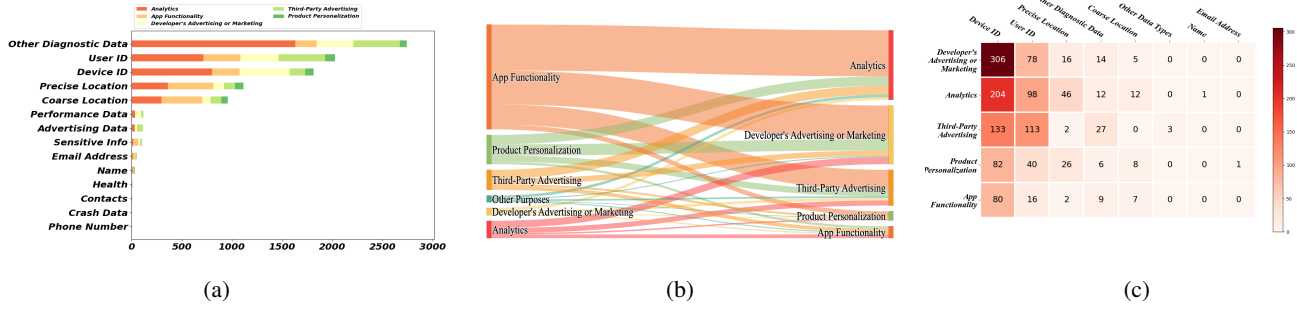 Analytics
App Functionality
Developer's Advertising or Marketing
Third-Party Advertising
Product Personalization
Other Diagnostic Data
User ID
Device ID
Precise Location
Coarse Location
Performance Data
Advertising Data
Sensitive Info
Email Address
Name
Health
Contacts
Crash Data
Phone Number
0 500 1000 1500 2000 2500 3000
(a)
App Functionality
Product Personalization
Third-Party Advertising
Other Purposes
Developer's Advertising or Marketing
Analytics
Analytics
Developer's Advertising or Marketing
Third-Party Advertising
Product Personalization
App Functionality
(b)
Device ID
User ID
Precise Location
Diagnostic Data
Coarse Location
Other Data Types
Name
Email Address
Developer's
Advertising or
Marketing
306 78 16 14 5 0 0 0
Analytics
204 98 46 12 12 0 1 0
Third-Party
Advertising
133 113 2 27 0 3 0 0
Product
Personalization
82 40 26 6 8 0 0 1
App
Functionality
80 16 2 9 7 0 0 0
300
250
200
150
100
50
0
(c)